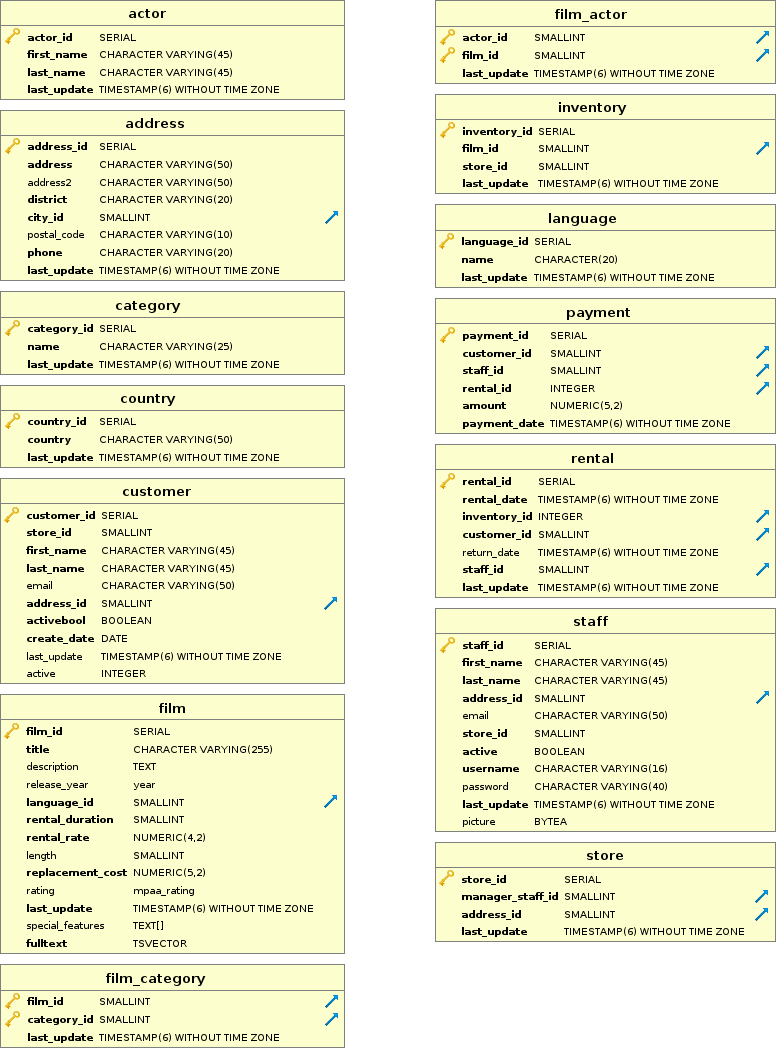 actor
actor_id SERIAL
first_name CHARACTER VARYING(45)
last_name CHARACTER VARYING(45)
last_update TIMESTAMP(6) WITHOUT TIME ZONE
address
address_id SERIAL
address CHARACTER VARYING(50)
address2 CHARACTER VARYING(50)
district CHARACTER VARYING(20)
city_id SMALLINT
postal_code CHARACTER VARYING(10)
phone CHARACTER VARYING(20)
last_update TIMESTAMP(6) WITHOUT TIME ZONE
category
category_id SERIAL
name CHARACTER VARYING(25)
last_update TIMESTAMP(6) WITHOUT TIME ZONE
country
country_id SERIAL
country CHARACTER VARYING(50)
last_update TIMESTAMP(6) WITHOUT TIME ZONE
customer
customer_id SERIAL
store_id SMALLINT
first_name CHARACTER VARYING(45)
last_name CHARACTER VARYING(45)
email CHARACTER VARYING(50)
address_id SMALLINT
activebool BOOLEAN
create_date DATE
last_update TIMESTAMP(6) WITHOUT TIME ZONE
active INTEGER
film
film_id SERIAL
title CHARACTER VARYING(255)
description TEXT
release_year year
language_id SMALLINT
rental_duration SMALLINT
rental_rate NUMERIC(4,2)
length SMALLINT
replacement_cost NUMERIC(5,2)
rating mpaa_rating
last_update TIMESTAMP(6) WITHOUT TIME ZONE
special_features TEXT[]
fulltext TSVECTOR
film_category
film_id SMALLINT
category_id SMALLINT
last_update TIMESTAMP(6) WITHOUT TIME ZONE
film_actor
actor_id SMALLINT
film_id SMALLINT
last_update TIMESTAMP(6) WITHOUT TIME ZONE
inventory
inventory_id SERIAL
film_id SMALLINT
store_id SMALLINT
last_update TIMESTAMP(6) WITHOUT TIME ZONE
language
language_id SERIAL
name CHARACTER(20)
last_update TIMESTAMP(6) WITHOUT TIME ZONE
payment
payment_id SERIAL
customer_id SMALLINT
staff_id SMALLINT
rental_id INTEGER
amount NUMERIC(5,2)
payment_date TIMESTAMP(6) WITHOUT TIME ZONE
rental
rental_id SERIAL
rental_date TIMESTAMP(6) WITHOUT TIME ZONE
inventory_id INTEGER
customer_id SMALLINT
return_date TIMESTAMP(6) WITHOUT TIME ZONE
staff_id SMALLINT
last_update TIMESTAMP(6) WITHOUT TIME ZONE
staff
staff_id SERIAL
first_name CHARACTER VARYING(45)
last_name CHARACTER VARYING(45)
address_id SMALLINT
email CHARACTER VARYING(50)
store_id SMALLINT
active BOOLEAN
username CHARACTER VARYING(16)
password CHARACTER VARYING(40)
last_update TIMESTAMP(6) WITHOUT TIME ZONE
picture BYTEA
store
store_id SERIAL
manager_staff_id SMALLINT
address_id SMALLINT
last_update TIMESTAMP(6) WITHOUT TIME ZONE